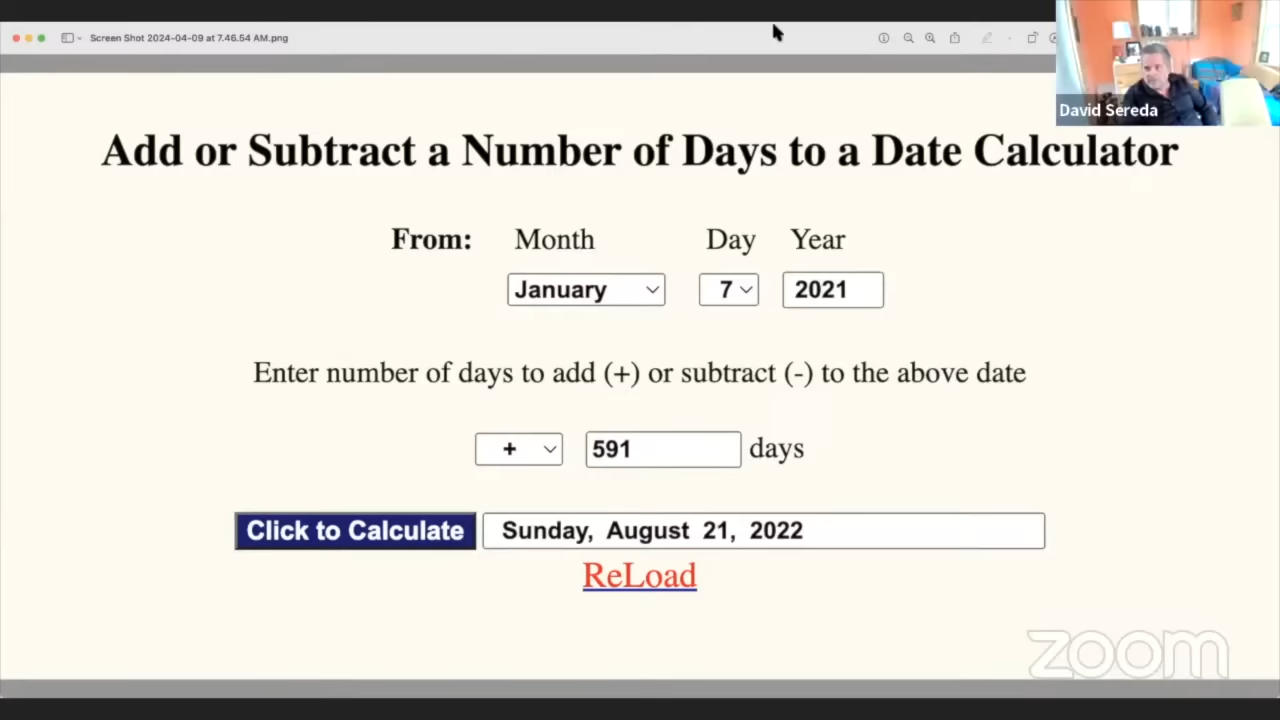 Screen Shot 2024-04-09 at 7.46.54 AM.png
David Sereda
Add or Subtract a Number of Days to a Date Calculator
From: Month Day Year
January 7 2021
Enter number of days to add (+) or subtract (-) to the above date
+ 591 days
Click to Calculate Sunday, August 21, 2022
ReLoad
zoom